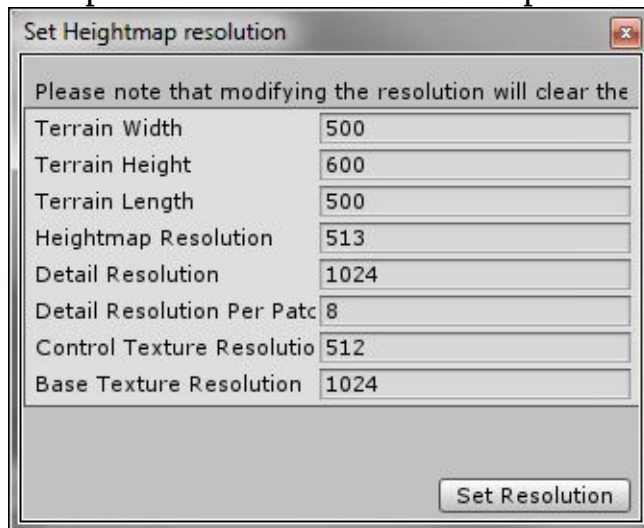 Set Heightmap resolution
Please note that modifying the resolution will clear the
Terrain Width 500
Terrain Height 600
Terrain Length 500
Heightmap Resolution 513
Detail Resolution 1024
Detail Resolution Per Patc 8
Control Texture Resolutio 512
Base Texture Resolution 1024
Set Resolution